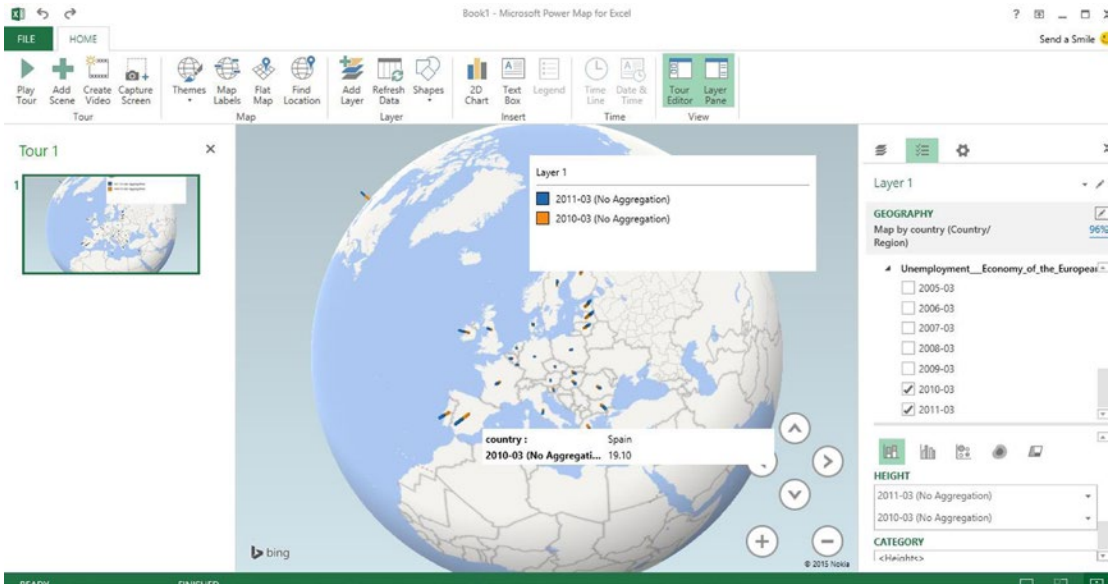 Book1 - Microsoft Power Map for Excel
FILE HOME
Send a Smile
Play Tour
Add Scene
Create Video
Capture Screen
Tour
Themes
Map Labels
Flat Map
Find Location
Map
Add Layer
Refresh Data
Shapes
Layer
2D Chart
Text Box
Legend
Insert
Time Line
Date & Time
Time
Tour Editor
Layer Pane
View
Tour 1
1
Layer 1
2011-03 (No Aggregation)
2010-03 (No Aggregation)
country : Spain
2010-03 (No Aggregati... 19.10
bing
© 2015 Nokia
Layer 1
GEOGRAPHY
Map by country (Country/
Region)
96%
Unemployment__Economy_of_the_European
2005-03
2006-03
2007-03
2008-03
2009-03
2010-03
2011-03
HEIGHT
2011-03 (No Aggregation)
2010-03 (No Aggregation)
CATEGORY
<Heights>
READY FINISHED